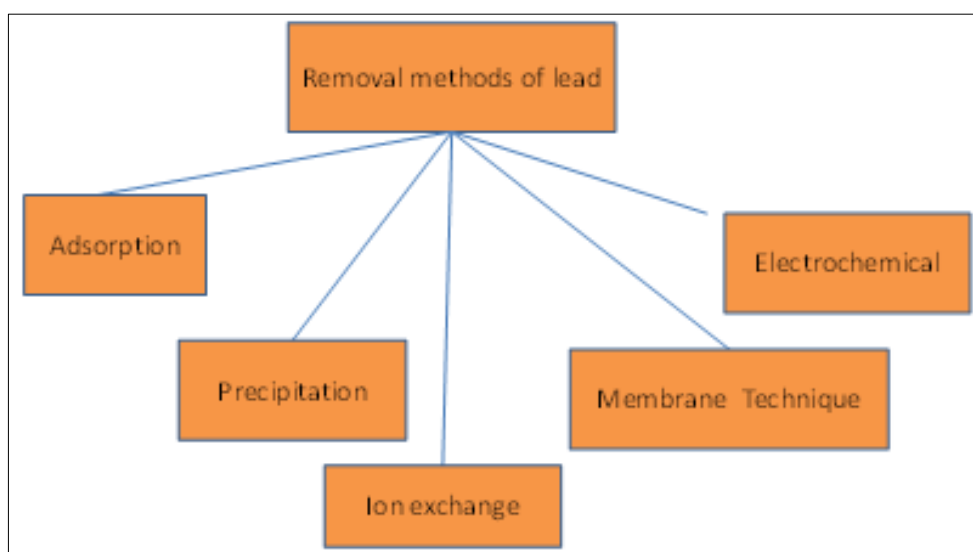 Removal methods of lead
Adsorption
Electrochemical
Precipitation
Membrane Technique
Ion exchange